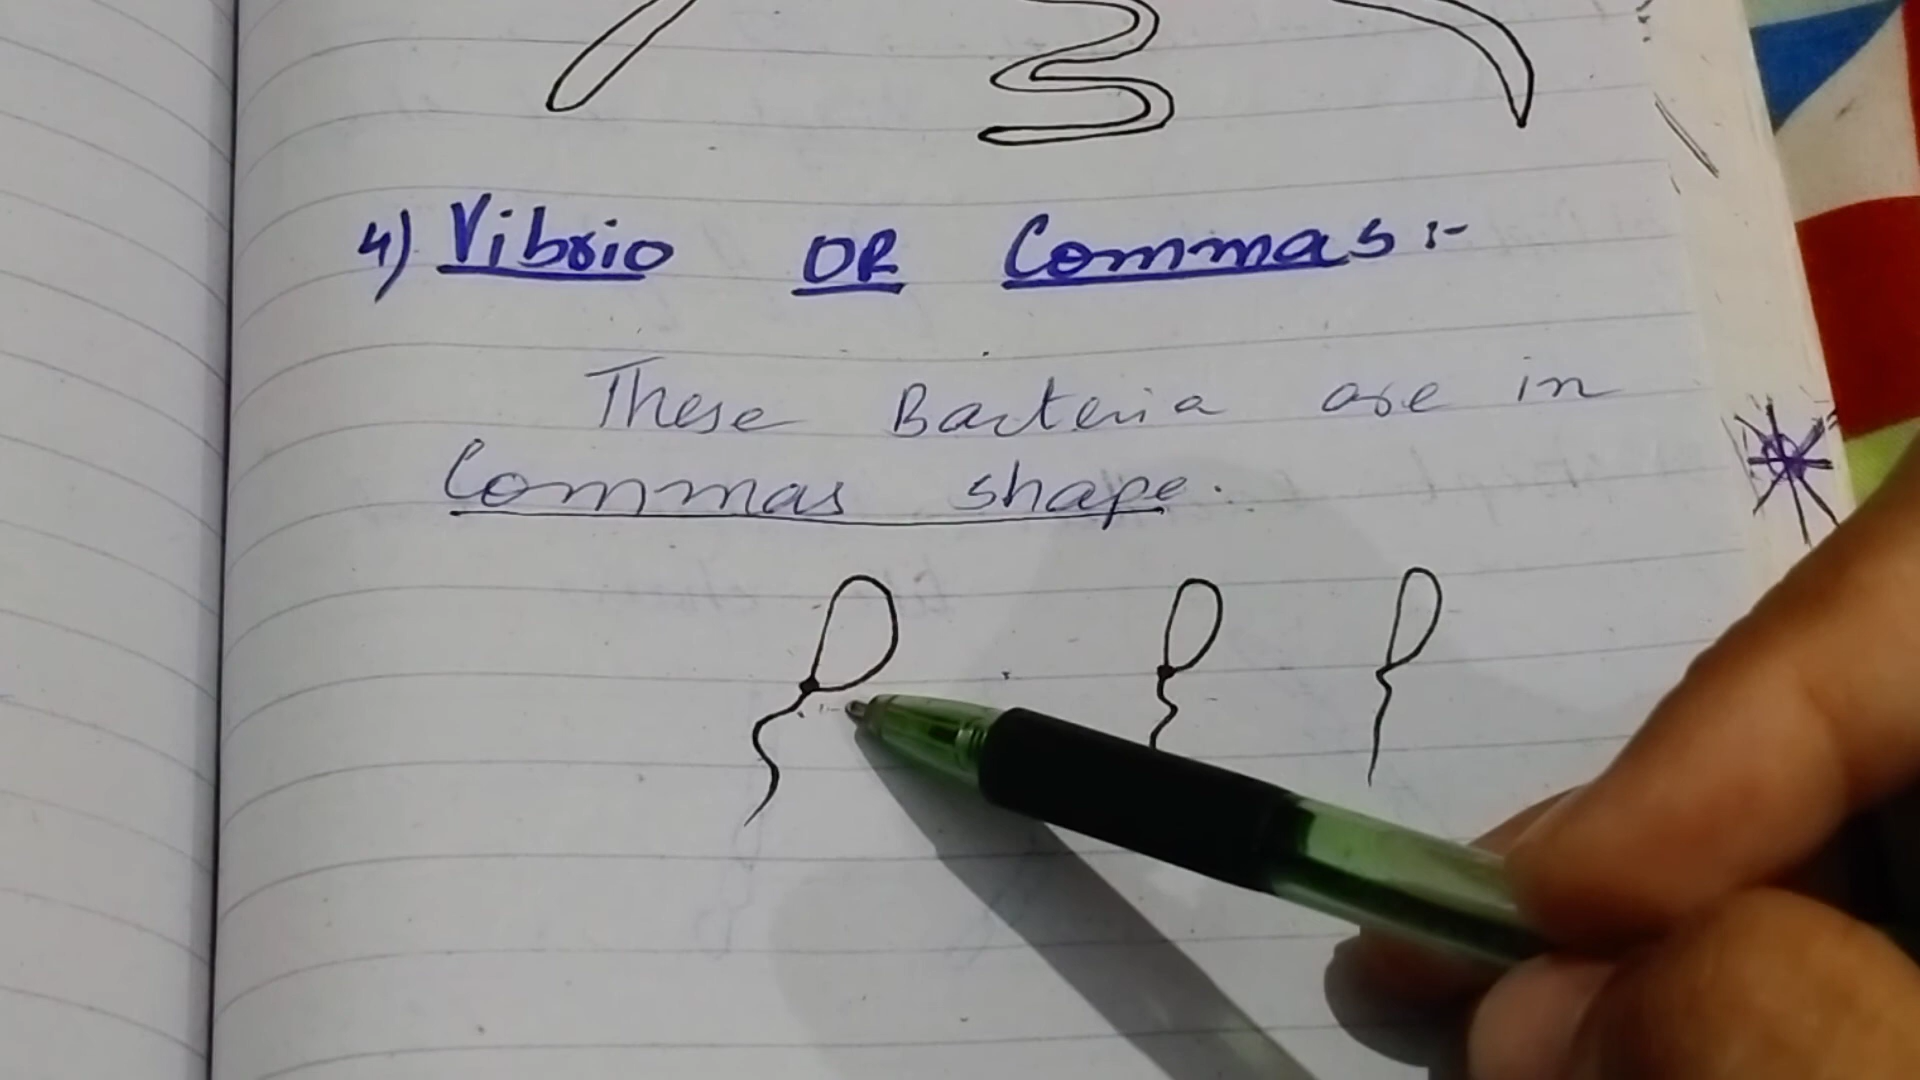 4) Vibrio OR Commas:-
These Bacteria are in
Commas shape.